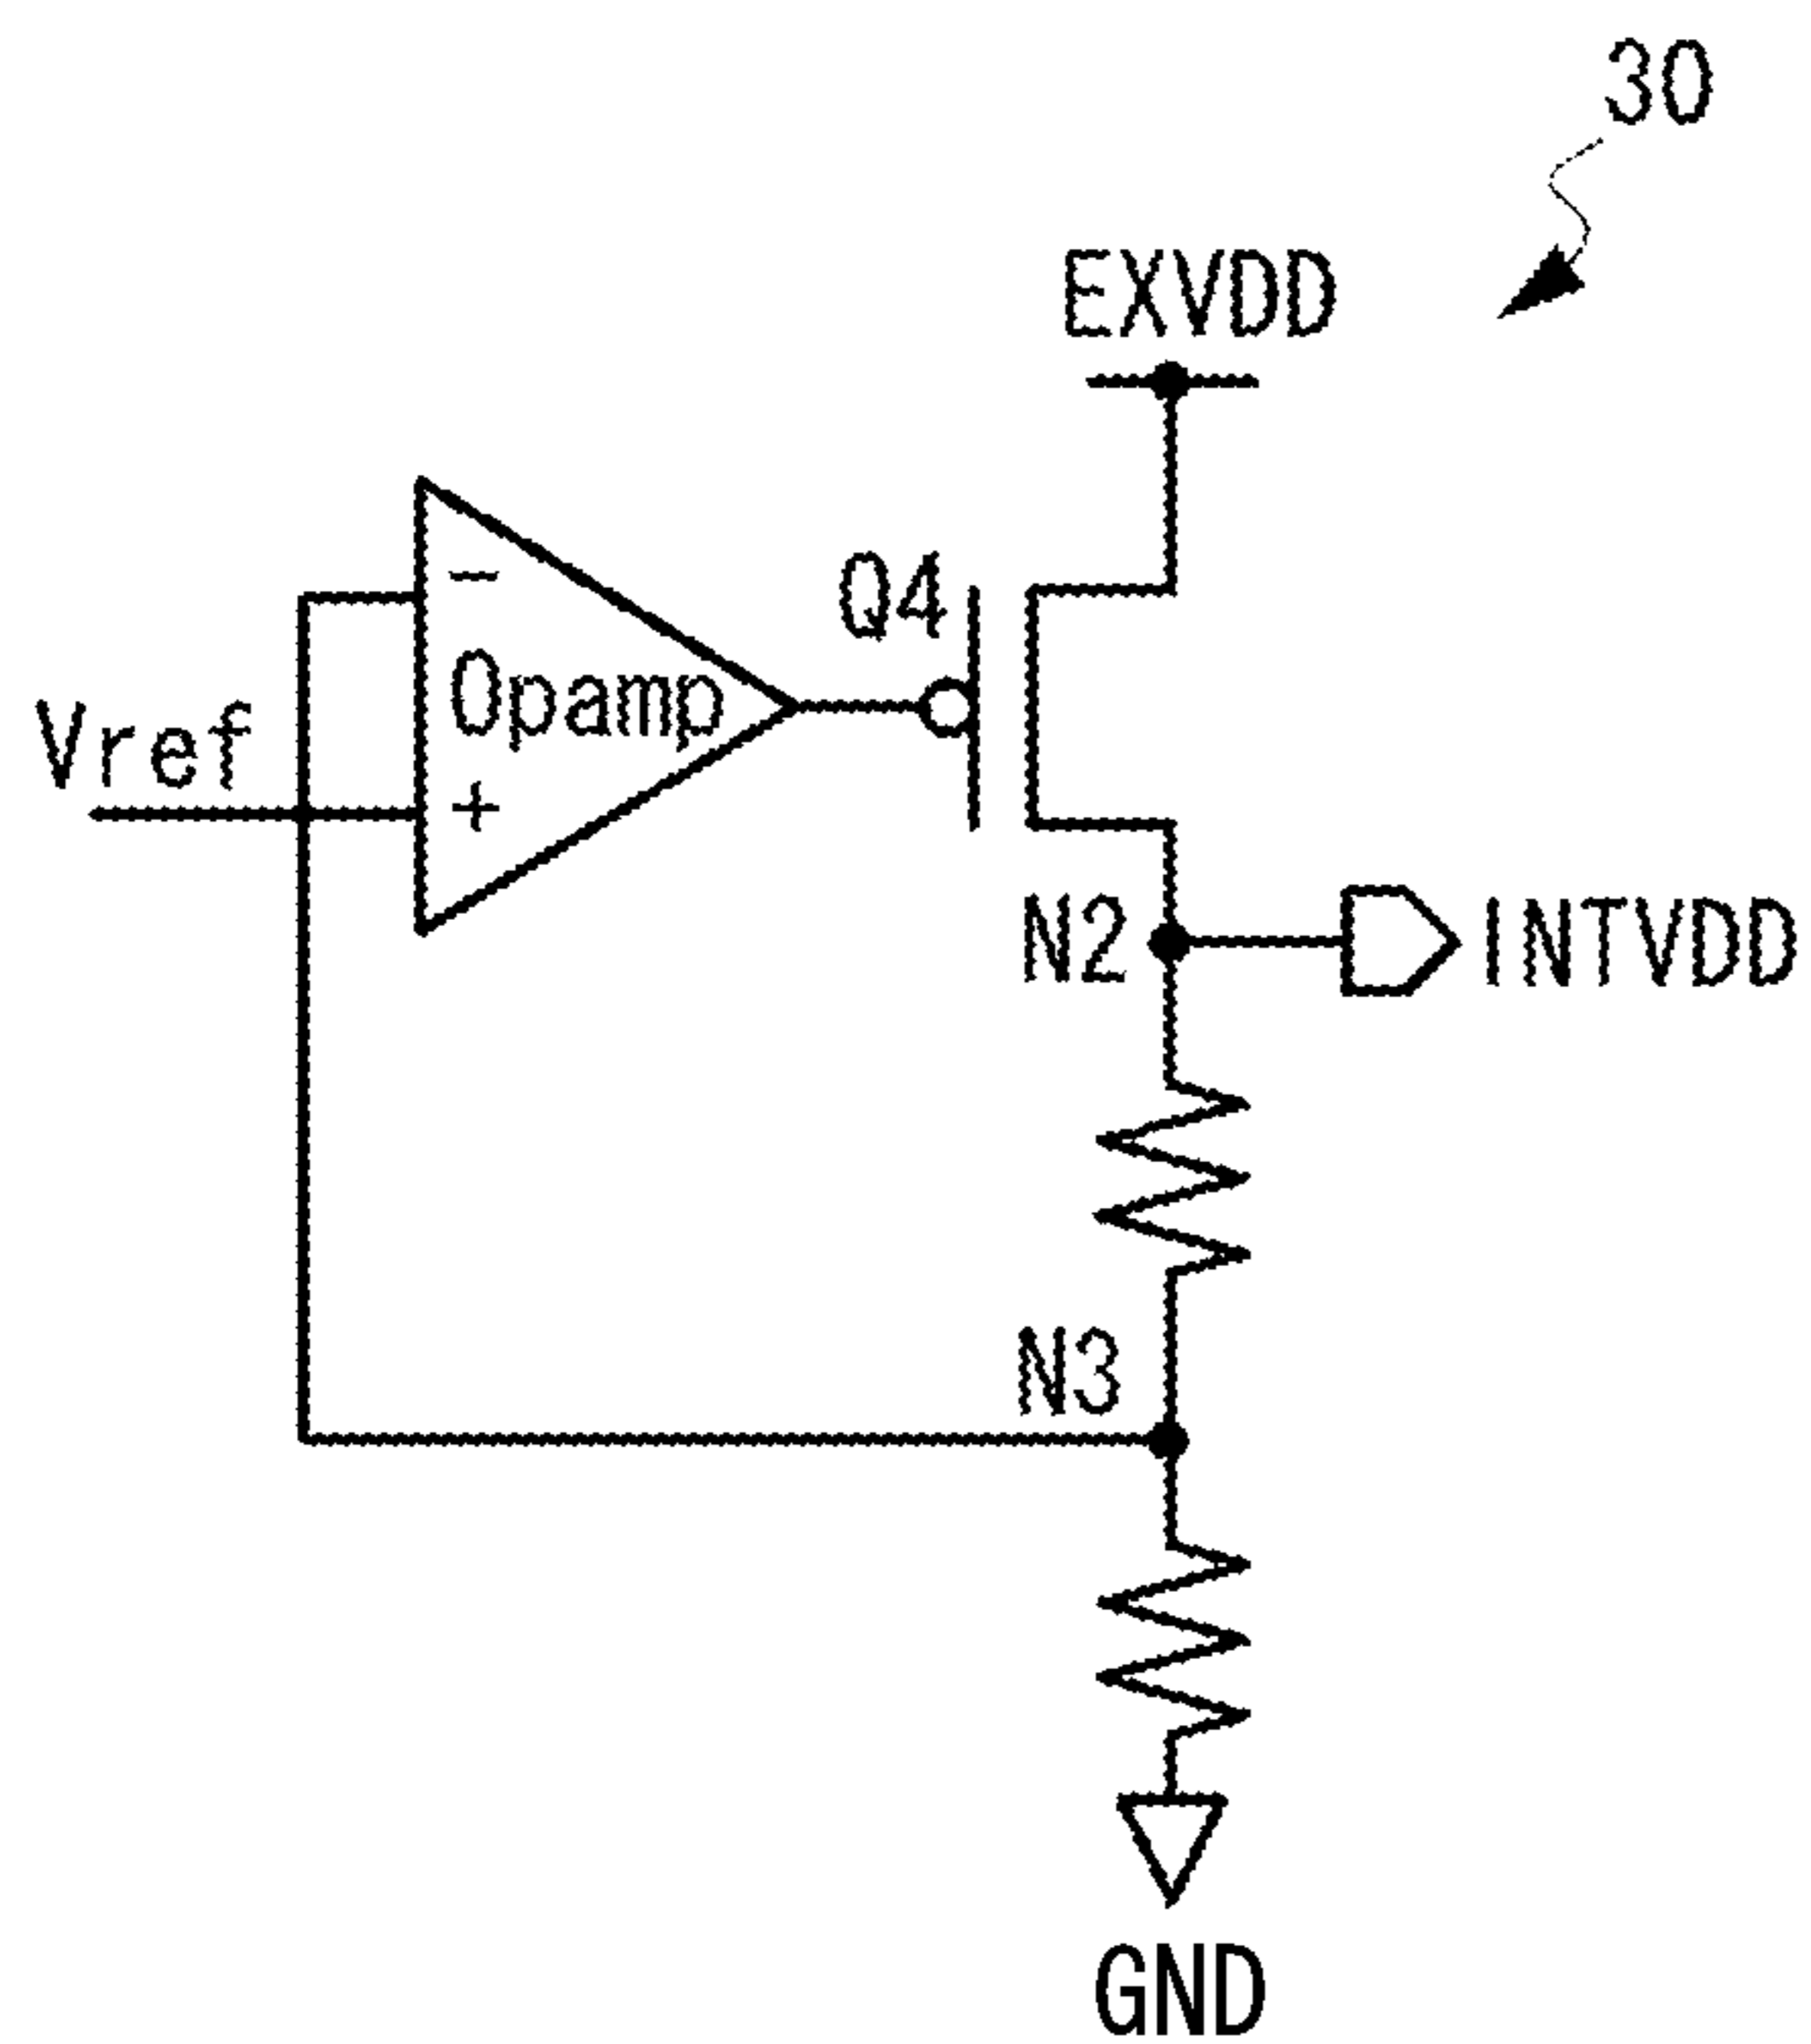 30
EXVDD
Q4
−
Opamp
Vref
+
N2
INTVDD
N3
GND